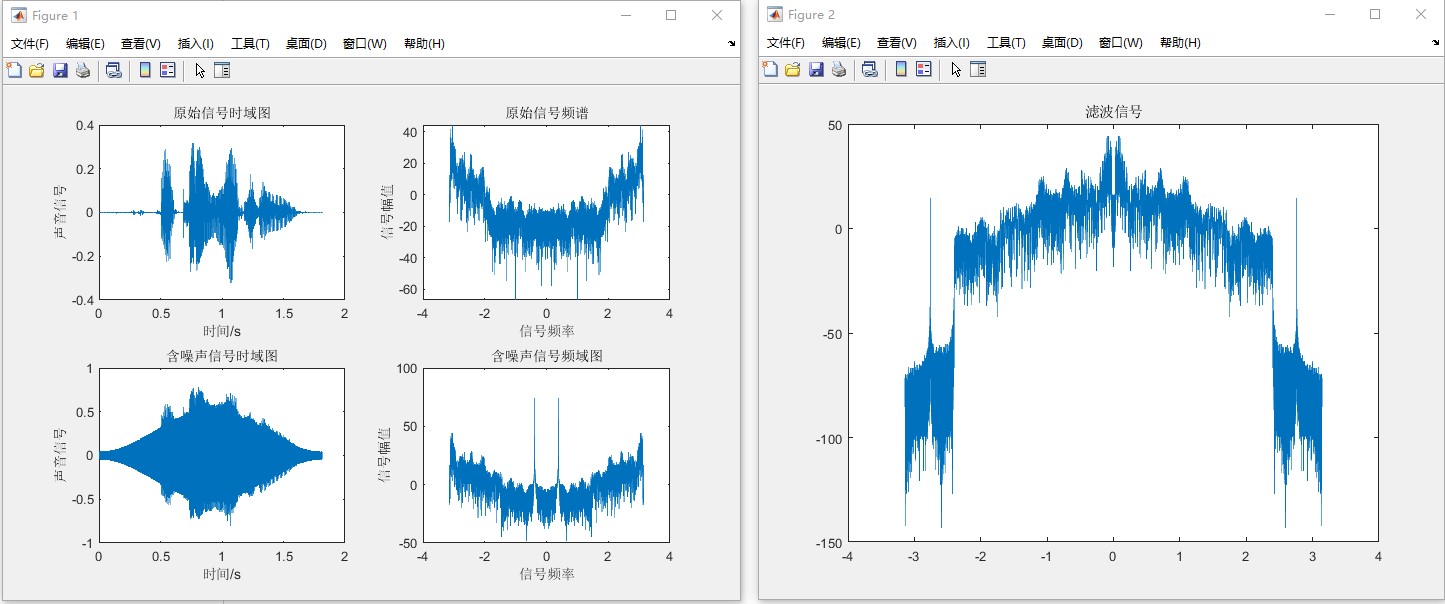 Figure 1
文件(F) 编辑(E) 查看(V) 插入(I) 工具(T) 桌面(D) 窗口(W) 帮助(H)
原始信号时域图
0.4
0.2
0
-0.2
-0.4
声音信号
0 0.5 1 1.5 2
时间/s
原始信号频谱
40
20
0
-20
-40
-60
信号幅值
-4 -2 0 2 4
信号频率
含噪声信号时域图
1
0.5
0
-0.5
-1
声音信号
0 0.5 1 1.5 2
时间/s
含噪声信号频域图
100
50
0
-50
信号幅值
-4 -2 0 2 4
信号频率
Figure 2
文件(F) 编辑(E) 查看(V) 插入(I) 工具(T) 桌面(D) 窗口(W) 帮助(H)
滤波信号
50
0
-50
-100
-150
-4 -3 -2 -1 0 1 2 3 4